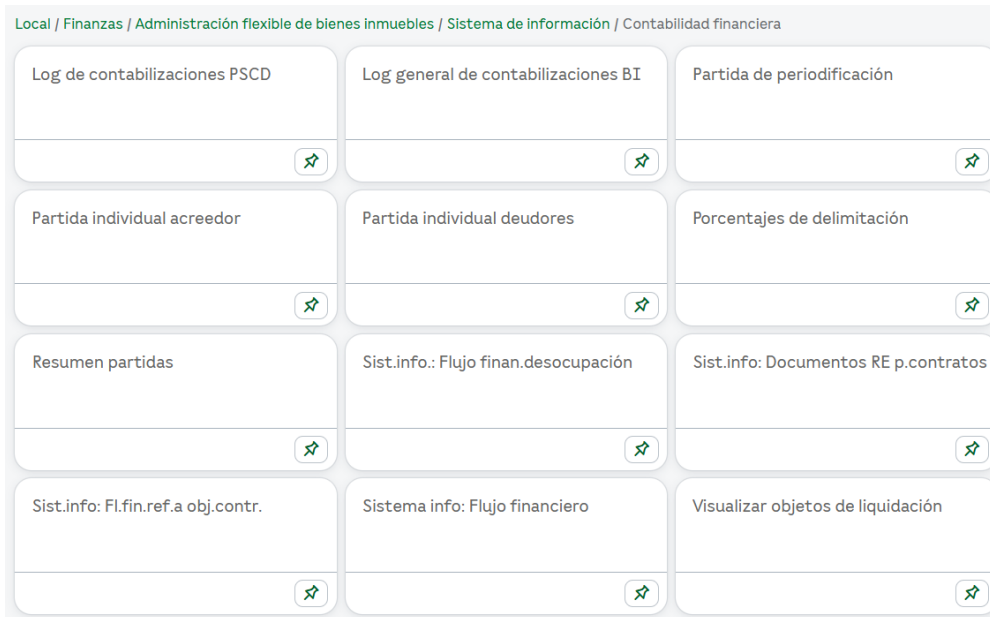 Local / Finanzas / Administración flexible de bienes inmuebles / Sistema de información / Contabilidad financiera
Log de contabilizaciones PSCD
Log general de contabilizaciones BI
Partida de periodificación
Partida individual acreedor
Partida individual deudores
Porcentajes de delimitación
Resumen partidas
Sist.info.: Flujo finan.desocupación
Sist.info: Documentos RE p.contratos
Sist.info: Fl.fin.ref.a obj.contr.
Sistema info: Flujo financiero
Visualizar objetos de liquidación